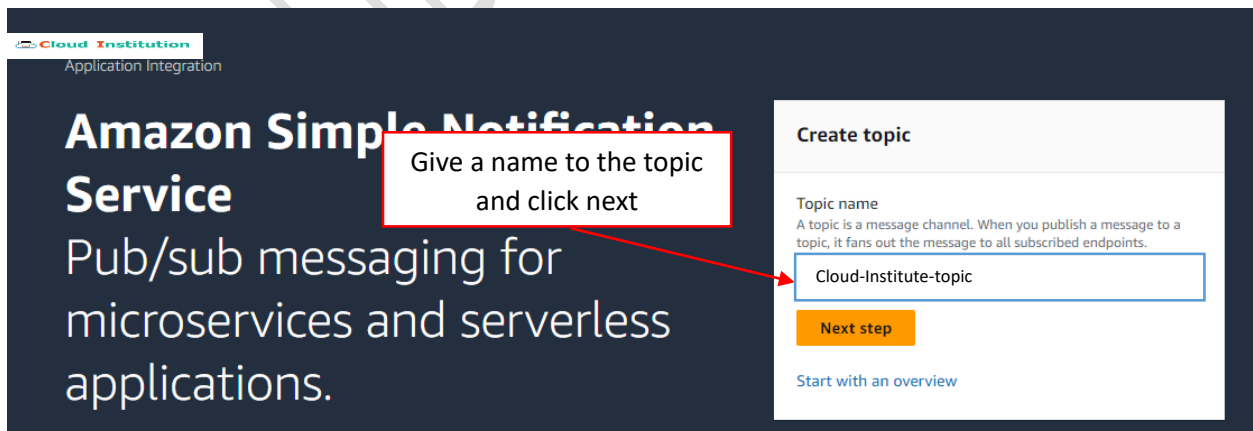 Cloud Institution
Application Integration
Amazon Simple Notification
Service
Pub/sub messaging for
microservices and serverless
applications.
Give a name to the topic
and click next
Create topic
Topic name
A topic is a message channel. When you publish a message to a
topic, it fans out the message to all subscribed endpoints.
Cloud-Institute-topic
Next step
Start with an overview